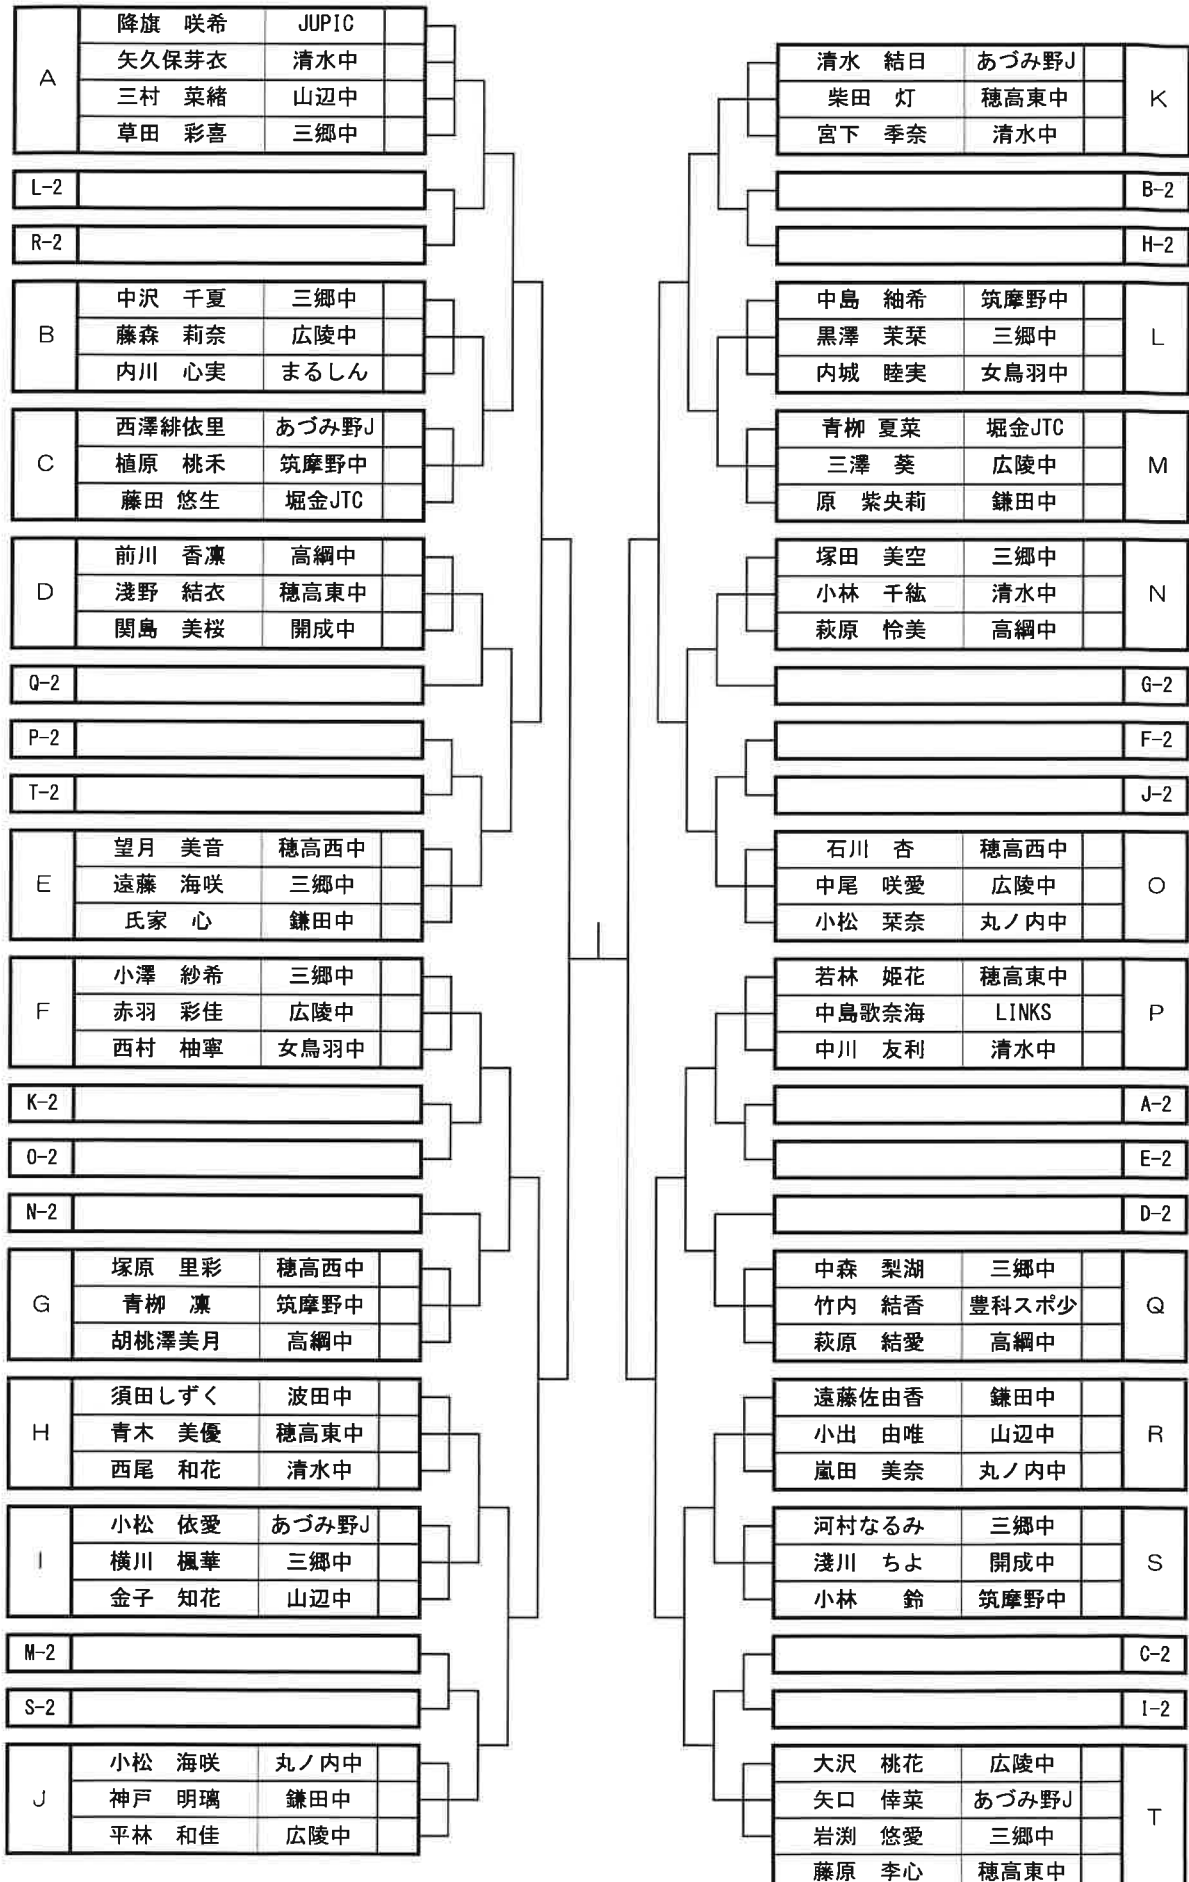 A
降旗 咲希 JUPIC
矢久保芽衣 清水中
三村 菜緒 山辺中
草田 彩喜 三郷中
L-2
R-2
B
中沢 千夏 三郷中
藤森 莉奈 広陵中
内川 心実 まるしん
C
西澤緋依里 あづみ野J
植原 桃禾 筑摩野中
藤田 悠生 堀金JTC
D
前川 香凛 高綱中
淺野 結衣 穂高東中
関島 美桜 開成中
Q-2
P-2
T-2
E
望月 美音 穂高西中
遠藤 海咲 三郷中
氏家 心 鎌田中
F
小澤 紗希 三郷中
赤羽 彩佳 広陵中
西村 柚寧 女鳥羽中
K-2
O-2
N-2
G
塚原 里彩 穂高西中
青栁 凛 筑摩野中
胡桃澤美月 高綱中
H
須田しずく 波田中
青木 美優 穂高東中
西尾 和花 清水中
I
小松 依愛 あづみ野J
横川 楓華 三郷中
金子 知花 山辺中
M-2
S-2
J
小松 海咲 丸ノ内中
神戸 明璃 鎌田中
平林 和佳 広陵中
清水 結日 あづみ野J
柴田 灯 穂高東中
宮下 季奈 清水中
K
B-2
H-2
中島 紬希 筑摩野中
黒澤 茉栞 三郷中
内城 睦実 女鳥羽中
L
青栁 夏菜 堀金JTC
三澤 葵 広陵中
原 紫央莉 鎌田中
M
塚田 美空 三郷中
小林 千紘 清水中
萩原 怜美 高綱中
N
G-2
F-2
J-2
石川 杏 穂高西中
中尾 咲愛 広陵中
小松 栞奈 丸ノ内中
O
若林 姫花 穂高東中
中島歌奈海 LINKS
中川 友利 清水中
P
A-2
E-2
D-2
中森 梨湖 三郷中
竹内 結香 豊科スポ少
萩原 結愛 高綱中
Q
遠藤佐由香 鎌田中
小出 由唯 山辺中
嵐田 美奈 丸ノ内中
R
河村なるみ 三郷中
淺川 ちよ 開成中
小林 鈴 筑摩野中
S
C-2
I-2
大沢 桃花 広陵中
矢口 倖菜 あづみ野J
岩渕 悠愛 三郷中
藤原 李心 穂高東中
T